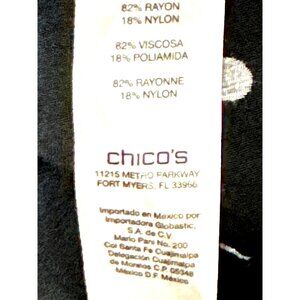 82% RAYON
18% NYLON
82% VISCOSA
18% POLIAMIDA
82% RAYONNE
18% NYLON
chico's
11215 METRO PARKWAY
FORT MYERS, FL 33966
Importado en Mexico por
Importadora Globastic,
S.A. de C.V.
Mario Pani No. 200
Col Santa Fe Cuajimalpa
Delegación Cuajimalpa
de Morelos C.P. 05348
México D.F. México